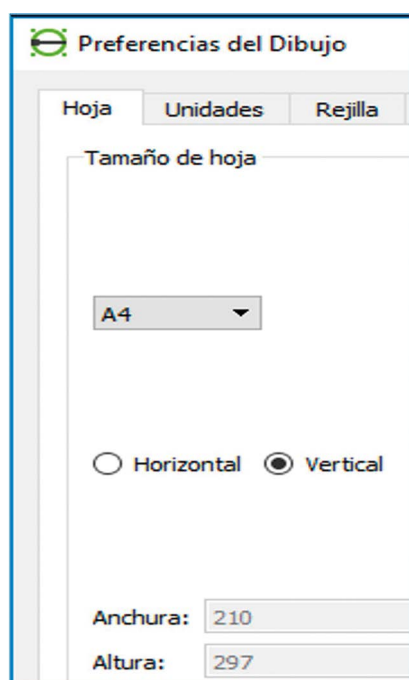 Preferencias del Dibujo
Hoja Unidades Rejilla
Tamaño de hoja
A4
Horizontal Vertical
Anchura: 210
Altura: 297